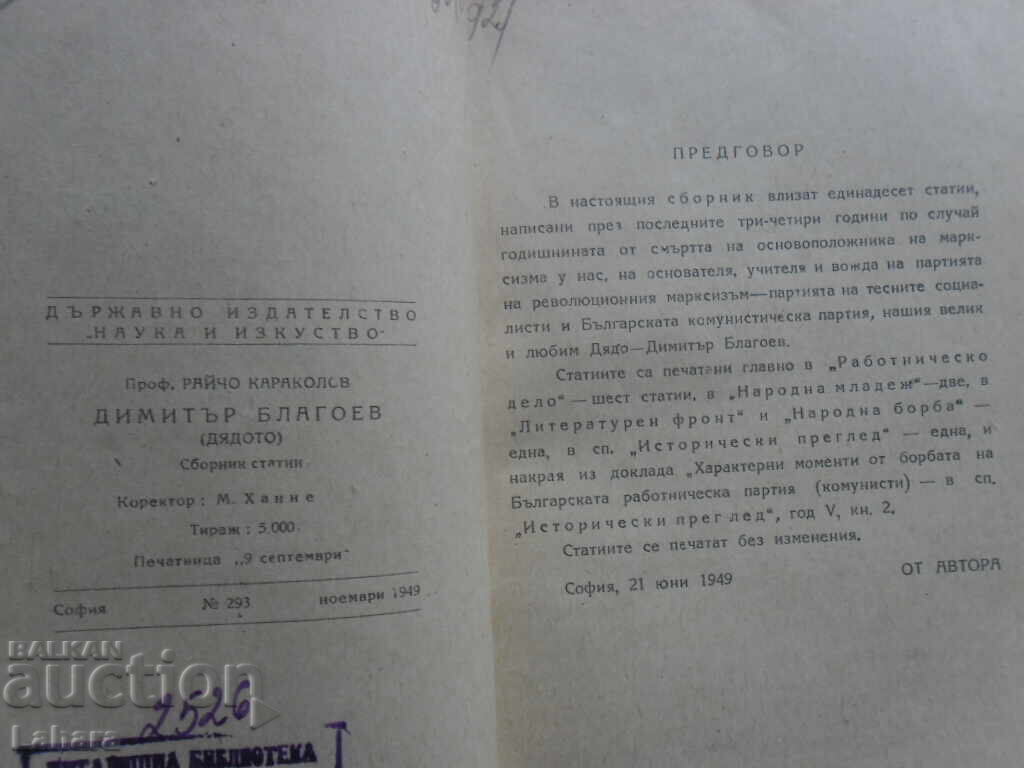 921
ДЪРЖАВНО ИЗДАТЕЛСТВО
„НАУКА И ИЗКУСТВО“
Проф. РАЙЧО КАРАКОЛОВ
ДИМИТЪР БЛАГОЕВ
(ДЯДОТО)
Сборник статии
Коректор: М. Ханне
Тираж: 5.000
Печатница „9 септември“
София № 293 ноември 1949
2526
БИБЛИОТЕКА
ПРЕДГОВОР
В настоящия сборник влизат единадесет статии,
написани през последните три-четири години по случай
годишнината от смъртта на основоположника на марк-
сизма у нас, на основателя, учителя и вожда на партията
на революционния марксизъм—партията на тесните социа-
листи и Българската комунистическа партия, нашия велик
и любим Дядо—Димитър Благоев.
Статиите са печатани главно в „Работническо
дело“ — шест статии, в „Народна младеж“—две, в
„Литературен фронт“ и „Народна борба“ —
една, в сп. „Исторически преглед“ — една, и
накрая из доклада „Характерни моменти от борбата на
Българската работническа партия (комунисти) — в сп.
„Исторически преглед“, год V, кн. 2.
Статиите се печатат без изменения.
София, 21 юни 1949
ОТ АВТОРА
BALKAN
auction
Lahara